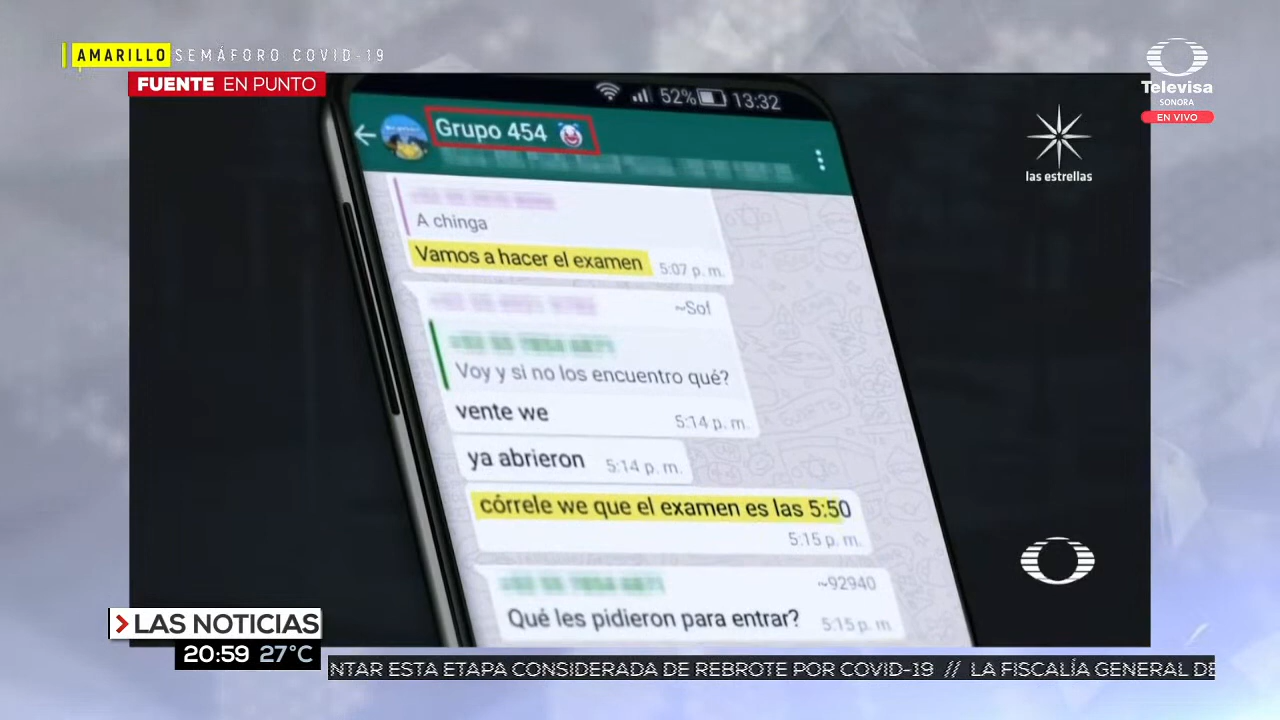 AMARILLO SEMÁFORO COVID-19
FUENTE EN PUNTO
Televisa
SONORA
EN VIVO
las estrellas
52% 13:32
Grupo 454
A chinga
Vamos a hacer el examen 5:07 p. m.
~Sof
Voy y si no los encuentro qué?
vente we 5:14 p. m.
ya abrieron 5:14 p. m.
córrele we que el examen es las 5:50
5:15 p. m.
~92940
Qué les pidieron para entrar? 5:15 p. m.
LAS NOTICIAS
20:59 27°C
NTAR ESTA ETAPA CONSIDERADA DE REBROTE POR COVID-19 // LA FISCALÍA GENERAL DE